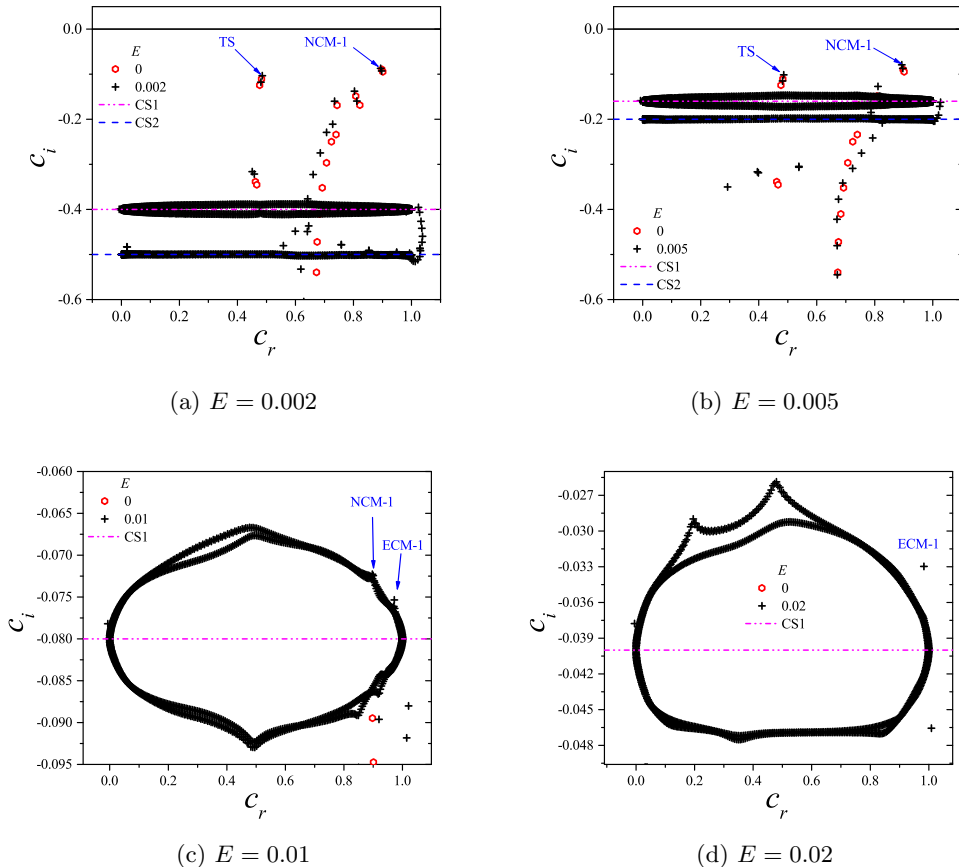 0.0
-0.2
-0.4
-0.6
c_i
0.0 0.2 0.4 0.6 0.8 1.0
c_r
E
0
0.002
CS1
CS2
TS
NCM-1
(a) E = 0.002
0.0
-0.2
-0.4
-0.6
c_i
0.0 0.2 0.4 0.6 0.8 1.0
c_r
TS
NCM-1
E
0
0.005
CS1
CS2
(b) E = 0.005
-0.060
-0.065
-0.070
-0.075
-0.080
-0.085
-0.090
-0.095
c_i
0.0 0.2 0.4 0.6 0.8 1.0
c_r
E
0
0.01
CS1
NCM-1
ECM-1
(c) E = 0.01
-0.027
-0.030
-0.033
-0.036
-0.039
-0.042
-0.045
-0.048
c_i
0.0 0.2 0.4 0.6 0.8 1.0
c_r
ECM-1
E
0
0.02
CS1
(d) E = 0.02